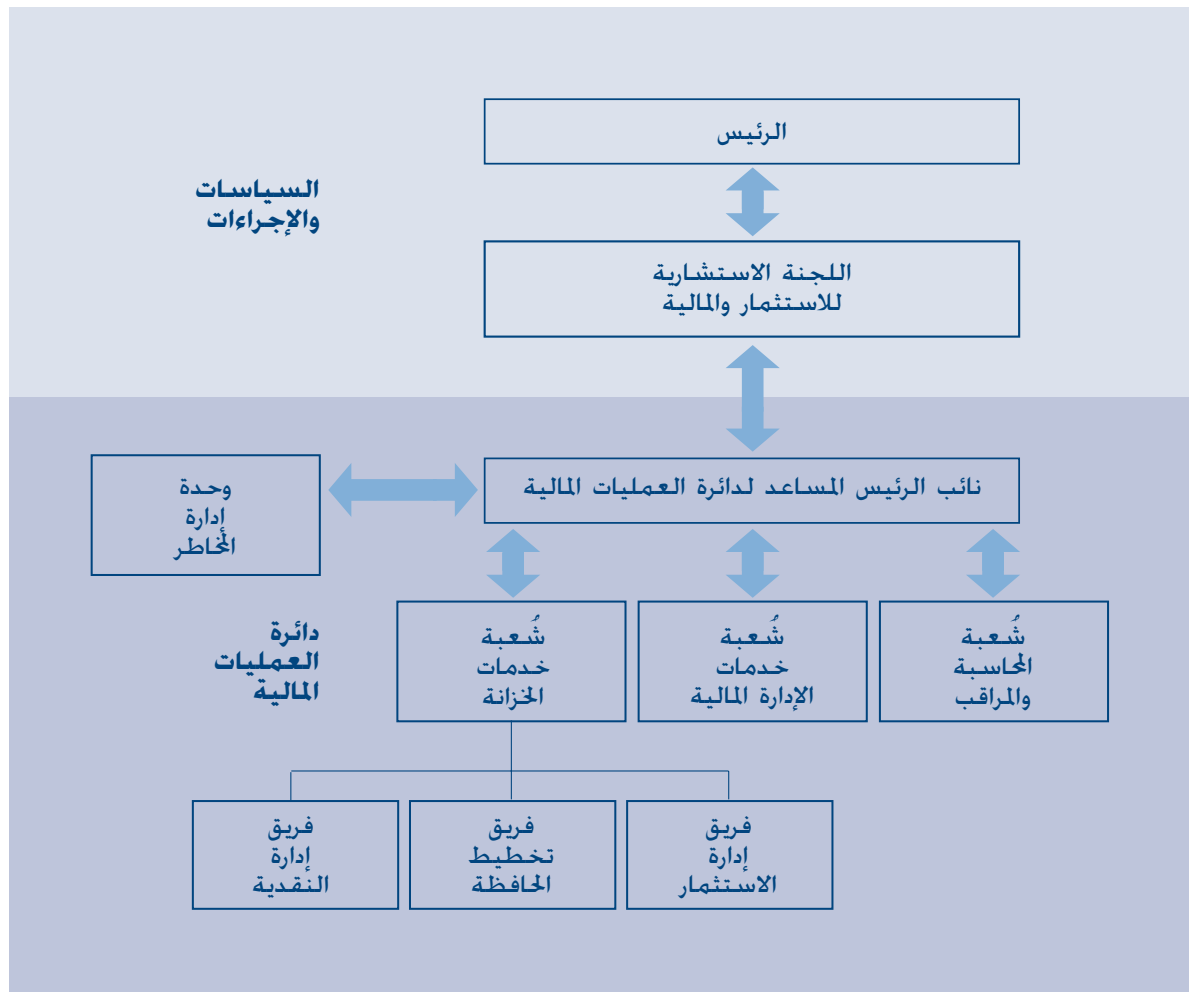 الرئيس
السياسات
والإجراءات
اللجنة الاستشارية
للاستثمار والمالية
نائب الرئيس المساعد لدائرة العمليات المالية
وحدة
إدارة
المخاطر
شُعبة
المحاسبة
والمراقب
شُعبة
خدمات
الإدارة المالية
شُعبة
خدمات
الخزانة
دائرة
العمليات
المالية
فريق
إدارة
الاستثمار
فريق
تخطيط
الحافظة
فريق
إدارة
النقدية